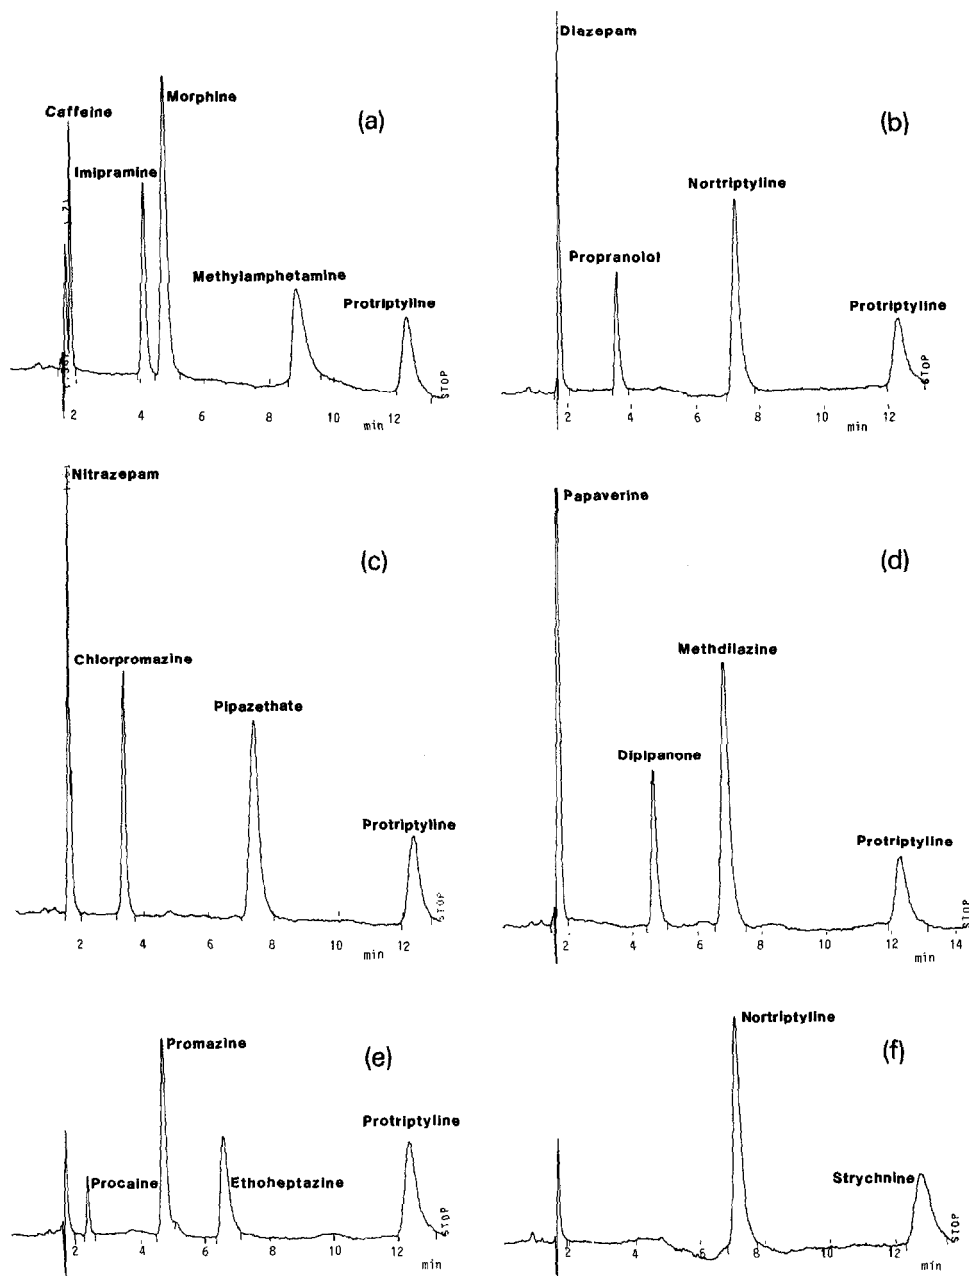 Caffeine
Morphine
(a)
Imipramine
Methylamphetamine
Protriptyline
STOP
2 4 6 8 10 12
min
Diazepam
(b)
Nortriptyline
Propranolol
Protriptyline
STOP
2 4 6 8 10 12
min
Nitrazepam
(c)
Chlorpromazine
Pipazethate
Protriptyline
STOP
2 4 6 8 10 12
min
Papaverine
(d)
Methdilazine
Dipipanone
Protriptyline
STOP
2 4 6 8 10 12 14
min
Promazine
(e)
Procaine
Ethoheptazine
Protriptyline
STOP
2 4 6 8 10 12
min
Nortriptyline
(f)
Strychnine
STOP
2 4 6 8 10 12
min